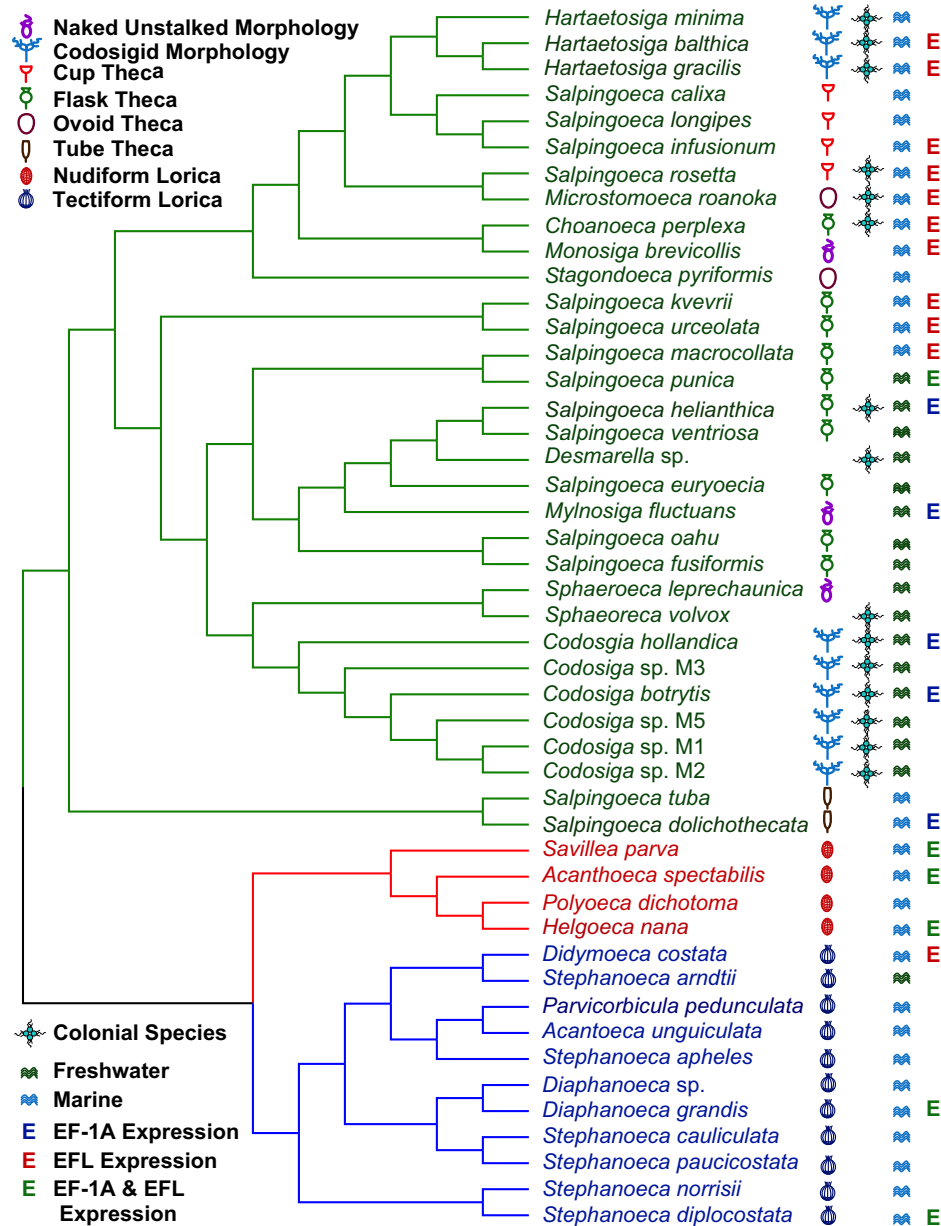 Naked Unstalked Morphology
Codosigid Morphology
Cup Theca
Flask Theca
Ovoid Theca
Tube Theca
Nudiform Lorica
Tectiform Lorica
Hartaetosiga minima
Hartaetosiga balthica E
Hartaetosiga gracilis E
Salpingoeca calixa
Salpingoeca longipes
Salpingoeca infusionum E
Salpingoeca rosetta E
Microstomoeca roanoka E
Choanoeca perplexa E
Monosiga brevicollis E
Stagondoeca pyriformis
Salpingoeca kvevrii E
Salpingoeca urceolata E
Salpingoeca macrocollata E
Salpingoeca punica E
Salpingoeca helianthica E
Salpingoeca ventriosa
Desmarella sp.
Salpingoeca euryoecia
Mylnosiga fluctuans E
Salpingoeca oahu
Salpingoeca fusiformis
Sphaeroeca leprechaunica
Sphaeoreca volvox
Codosgia hollandica E
Codosiga sp. M3
Codosiga botrytis E
Codosiga sp. M5
Codosiga sp. M1
Codosiga sp. M2
Salpingoeca tuba
Salpingoeca dolichothecata E
Savillea parva E
Acanthoeca spectabilis E
Polyoeca dichotoma
Helgoeca nana E
Didymoeca costata E
Stephanoeca arndtii
Parvicorbicula pedunculata
Acantoeca unguiculata
Stephanoeca apheles
Diaphanoeca sp.
Diaphanoeca grandis E
Stephanoeca cauliculata
Stephanoeca paucicostata
Stephanoeca norrisii
Stephanoeca diplocostata E
Colonial Species
Freshwater
Marine
E EF-1A Expression
E EFL Expression
E EF-1A & EFL
Expression